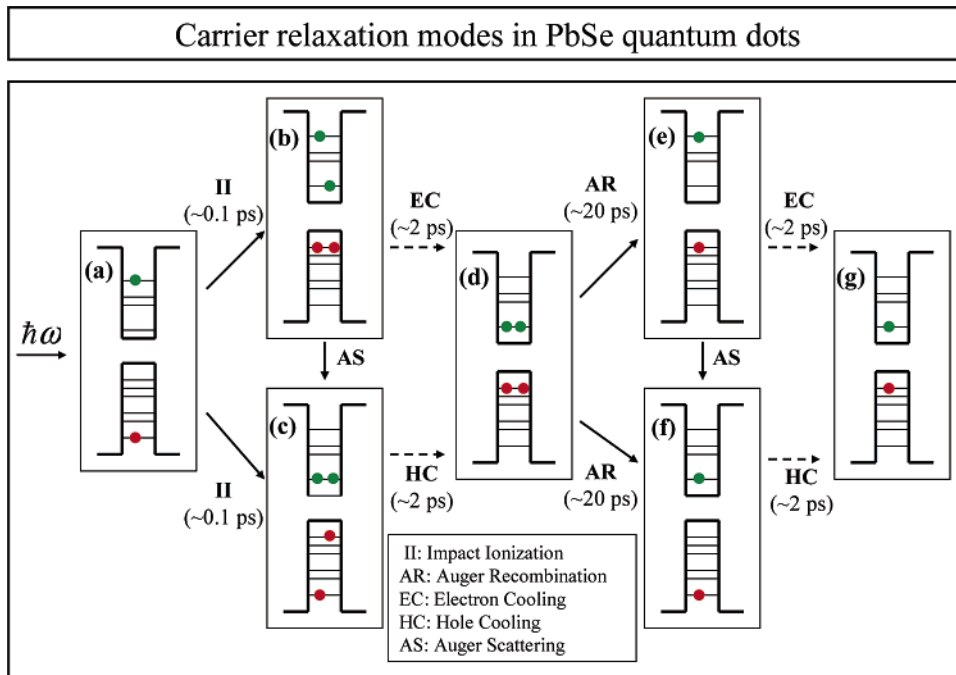 Carrier relaxation modes in PbSe quantum dots
ħω
(a)
II
(~0.1 ps)
II
(~0.1 ps)
(b)
AS
(c)
EC
(~2 ps)
HC
(~2 ps)
(d)
AR
(~20 ps)
AR
(~20 ps)
(e)
AS
(f)
EC
(~2 ps)
HC
(~2 ps)
(g)
II: Impact Ionization
AR: Auger Recombination
EC: Electron Cooling
HC: Hole Cooling
AS: Auger Scattering